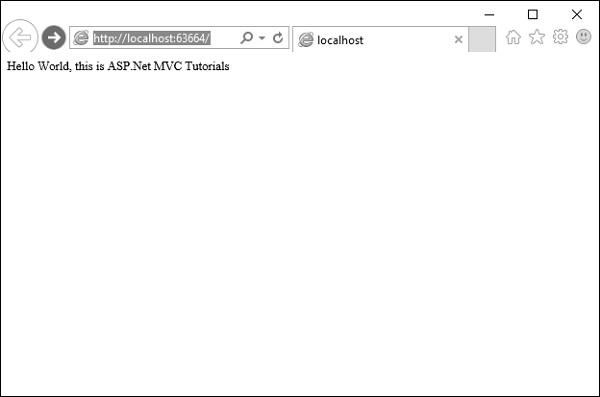 http://localhost:63664/
localhost
Hello World, this is ASP.Net MVC Tutorials